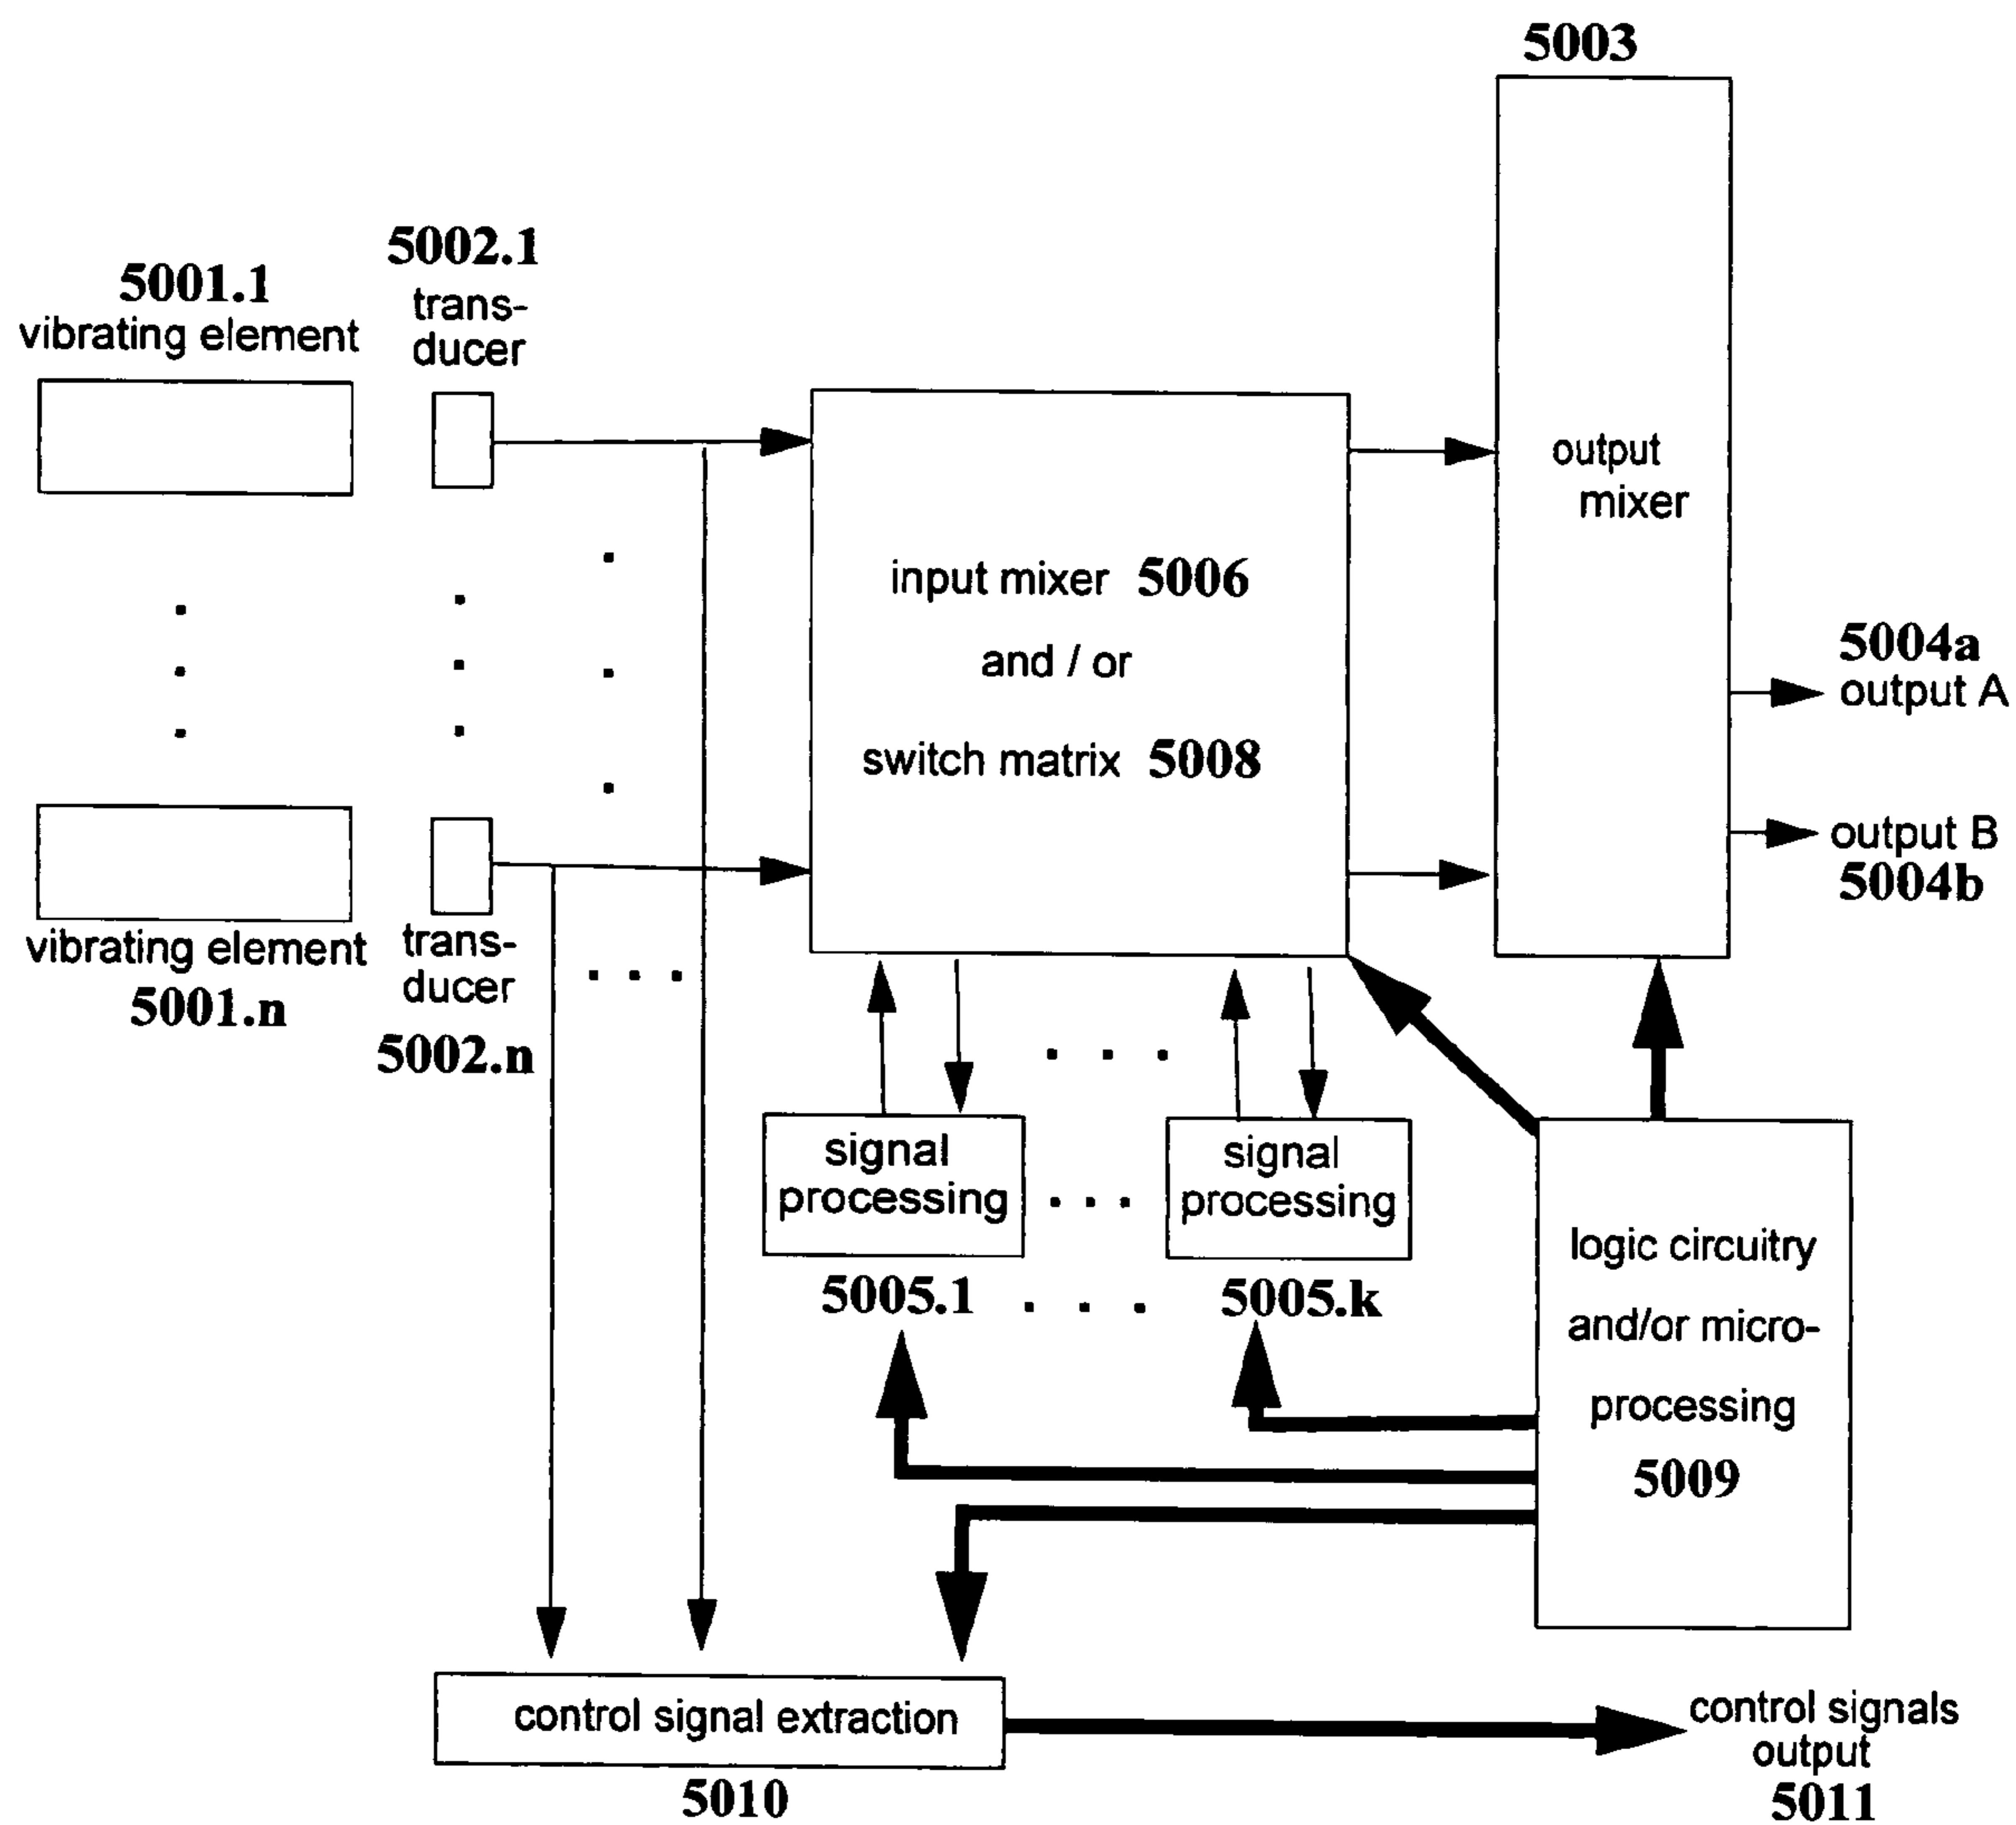 5003
5002.1
trans-
ducer
5001.1
vibrating element
output
mixer
input mixer 5006
and / or
switch matrix 5008
5004a
output A
output B
5004b
vibrating element
5001.n
trans-
ducer
5002.n
signal
processing
5005.1
signal
processing
5005.k
logic circuitry
and/or micro-
processing
5009
control signal extraction
5010
control signals
output
5011